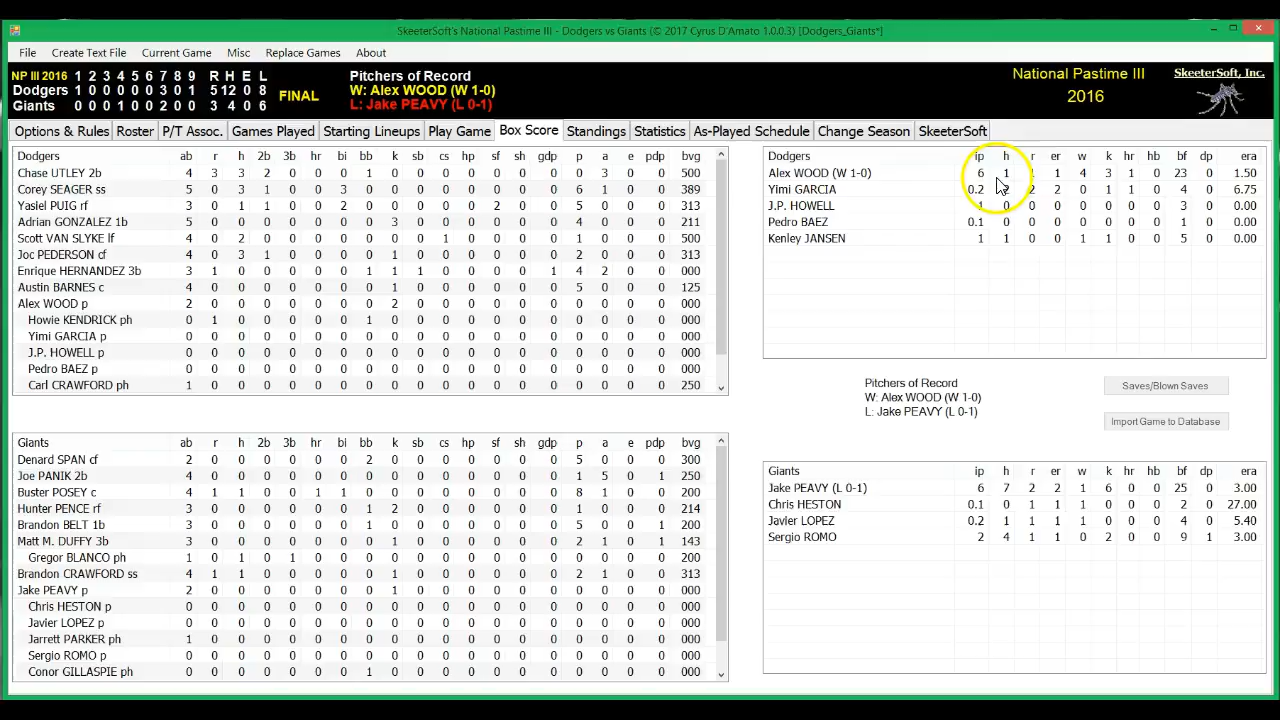 SkeeterSoft's National Pastime III - Dodgers vs Giants (© 2017 Cyrus D'Amato 1.0.0.3) [Dodgers_Giants*]
File Create Text File Current Game Misc Replace Games About
NP III 2016 1 2 3 4 5 6 7 8 9 R H E L
Dodgers 1 0 0 0 0 0 3 0 1 5 12 0 8
Giants 0 0 0 1 0 0 2 0 0 3 4 0 6
FINAL
Pitchers of Record
W: Alex WOOD (W 1-0)
L: Jake PEAVY (L 0-1)
National Pastime III
2016
SkeeterSoft, Inc.
Options & Rules Roster P/T Assoc. Games Played Starting Lineups Play Game Box Score Standings Statistics As-Played Schedule Change Season SkeeterSoft
Dodgers ab r h 2b 3b hr bi bb k sb cs hp sf sh gdp p a e pdp bvg
Chase UTLEY 2b 4 3 3 2 0 0 0 1 0 0 0 0 0 0 0 0 3 0 0 500
Corey SEAGER ss 5 0 3 1 0 0 3 0 0 0 0 0 0 0 0 6 1 0 0 389
Yasiel PUIG rf 3 0 1 0 0 0 2 0 0 0 0 0 2 0 0 5 0 0 0 313
Adrian GONZALEZ 1b 5 0 0 0 0 0 0 0 3 0 0 0 0 0 0 4 0 0 0 211
Scott VAN SLYKE lf 4 0 2 0 0 0 0 0 0 0 1 0 0 0 0 1 0 0 0 500
Joc PEDERSON cf 4 0 3 1 0 0 0 0 1 0 0 0 0 0 0 2 0 0 0 313
Enrique HERNANDEZ 3b 3 1 0 0 0 0 0 1 1 1 0 0 0 0 1 4 2 0 0 000
Austin BARNES c 4 0 0 0 0 0 0 0 1 0 0 0 0 0 0 5 0 0 0 125
Alex WOOD p 2 0 0 0 0 0 0 0 2 0 0 0 0 0 0 0 0 0 0 000
Howie KENDRICK ph 0 1 0 0 0 0 0 1 0 0 0 0 0 0 0 0 0 0 0 000
Yimi GARCIA p 0 0 0 0 0 0 0 0 0 0 0 0 0 0 0 0 0 0 0 000
J.P. HOWELL p 0 0 0 0 0 0 0 0 0 0 0 0 0 0 0 0 0 0 0 000
Pedro BAEZ p 0 0 0 0 0 0 0 0 0 0 0 0 0 0 0 0 0 0 0 000
Carl CRAWFORD ph 1 0 0 0 0 0 0 0 0 0 0 0 0 0 0 0 0 0 0 250
Dodgers ip h r er w k hr hb bf dp era
Alex WOOD (W 1-0) 6 1 1 1 4 3 1 0 23 0 1.50
Yimi GARCIA 0.2 2 2 2 0 1 1 0 4 0 6.75
J.P. HOWELL 1 0 0 0 0 0 0 0 3 0 0.00
Pedro BAEZ 0.1 0 0 0 0 0 0 0 1 0 0.00
Kenley JANSEN 1 1 0 0 1 1 0 0 5 0 0.00
Pitchers of Record
W: Alex WOOD (W 1-0)
L: Jake PEAVY (L 0-1)
Saves/Blown Saves
Import Game to Database
Giants ab r h 2b 3b hr bi bb k sb cs hp sf sh gdp p a e pdp bvg
Denard SPAN cf 2 0 0 0 0 0 0 2 0 0 0 0 0 0 0 5 0 0 0 300
Joe PANIK 2b 4 0 0 0 0 0 0 0 0 0 0 0 0 0 0 1 5 0 1 250
Buster POSEY c 4 1 1 0 0 1 1 0 0 0 0 0 0 0 0 8 1 0 0 200
Hunter PENCE rf 3 0 0 0 0 0 0 1 2 0 0 0 0 0 0 1 0 0 0 214
Brandon BELT 1b 3 0 0 0 0 0 0 1 0 0 0 0 0 0 0 5 0 0 1 200
Matt M. DUFFY 3b 3 0 0 0 0 0 0 0 1 0 0 0 0 0 0 2 1 0 1 143
Gregor BLANCO ph 1 0 1 0 1 0 0 0 0 0 0 0 0 0 0 0 0 0 0 200
Brandon CRAWFORD ss 4 1 1 0 0 0 0 0 1 0 0 0 0 0 0 2 1 0 0 313
Jake PEAVY p 2 0 0 0 0 0 0 0 1 0 0 0 0 0 0 0 0 0 0 000
Chris HESTON p 0 0 0 0 0 0 0 0 0 0 0 0 0 0 0 0 0 0 0 000
Javier LOPEZ p 0 0 0 0 0 0 0 0 0 0 0 0 0 0 0 0 0 0 0 000
Jarrett PARKER ph 1 0 0 0 0 0 0 0 0 0 0 0 0 0 0 0 0 0 0 000
Sergio ROMO p 0 0 0 0 0 0 0 0 0 0 0 0 0 0 0 0 0 0 0 000
Conor GILLASPIE ph 0 0 0 0 0 0 0 1 0 0 0 0 0 0 0 0 0 0 0 000
Giants ip h r er w k hr hb bf dp era
Jake PEAVY (L 0-1) 6 7 2 2 1 6 0 0 25 0 3.00
Chris HESTON 0.1 0 1 1 1 0 0 0 2 0 27.00
Javier LOPEZ 0.2 1 1 1 1 0 0 0 4 0 5.40
Sergio ROMO 2 4 1 1 0 2 0 0 9 1 3.00